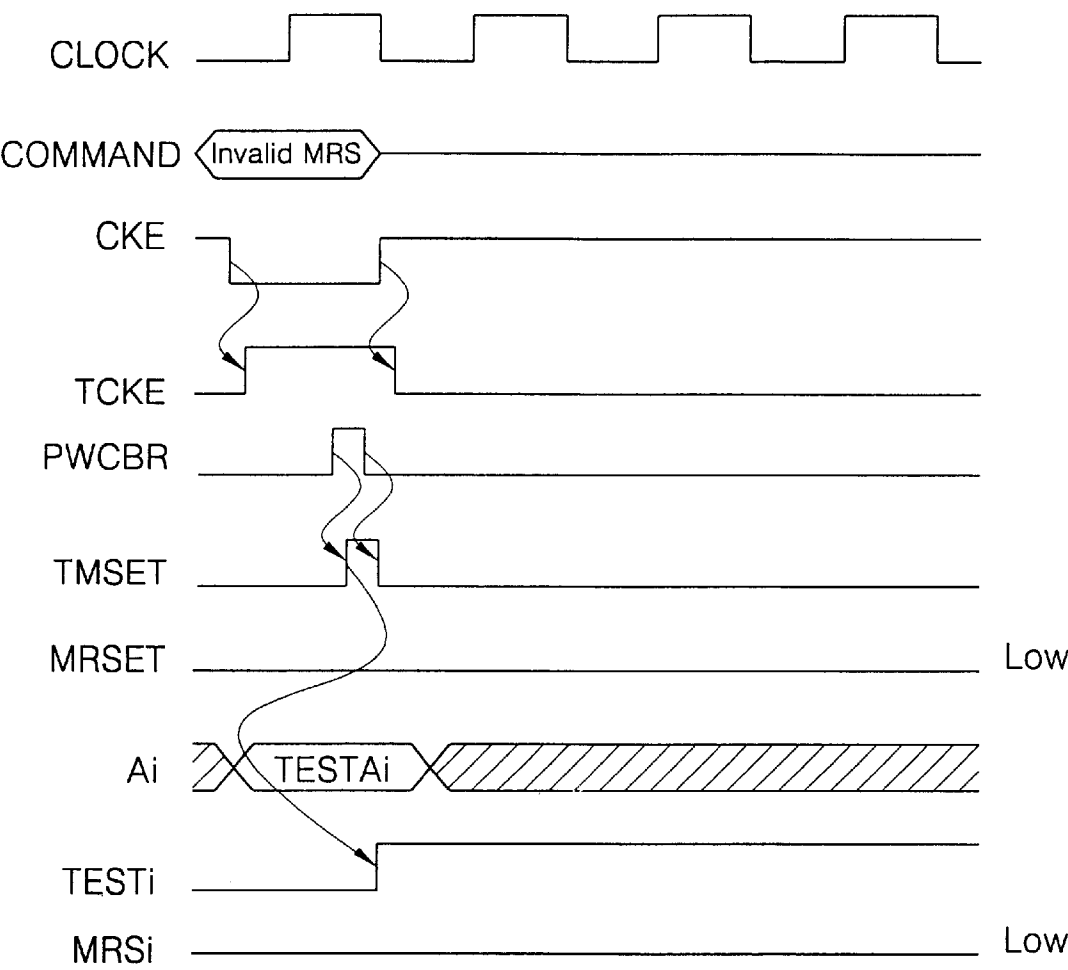 CLOCK
COMMAND Invalid MRS
CKE
TCKE
PWCBR
TMSET
MRSET Low
Ai TESTAi
TESTi
MRSi Low